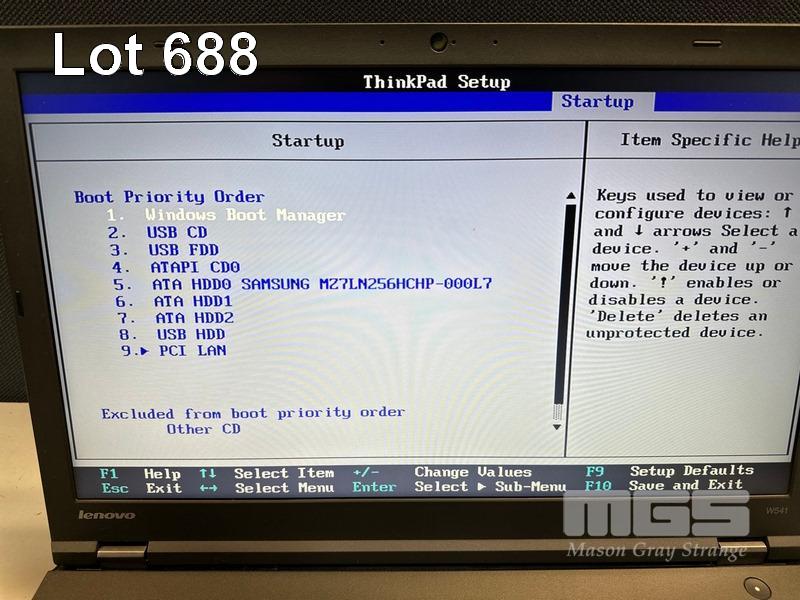 Lot 688
ThinkPad Setup
Startup
Startup
Item Specific Help
Boot Priority Order
1. Windows Boot Manager
2. USB CD
3. USB FDD
4. ATAPI CD0
5. ATA HDD0 SAMSUNG MZ7LN256HCHP-000L7
6. ATA HDD1
7. ATA HDD2
8. USB HDD
9.▶ PCI LAN
Excluded from boot priority order
Other CD
Keys used to view or
configure devices: ↑
and ↓ arrows Select a
device. '+' and '-'
move the device up or
down. '!' enables or
disables a device.
'Delete' deletes an
unprotected device.
F1 Help ↑↓ Select Item +/- Change Values F9 Setup Defaults
Esc Exit ↔ Select Menu Enter Select ▶ Sub-Menu F10 Save and Exit
lenovo
W541
MGS
Mason Gray Strange